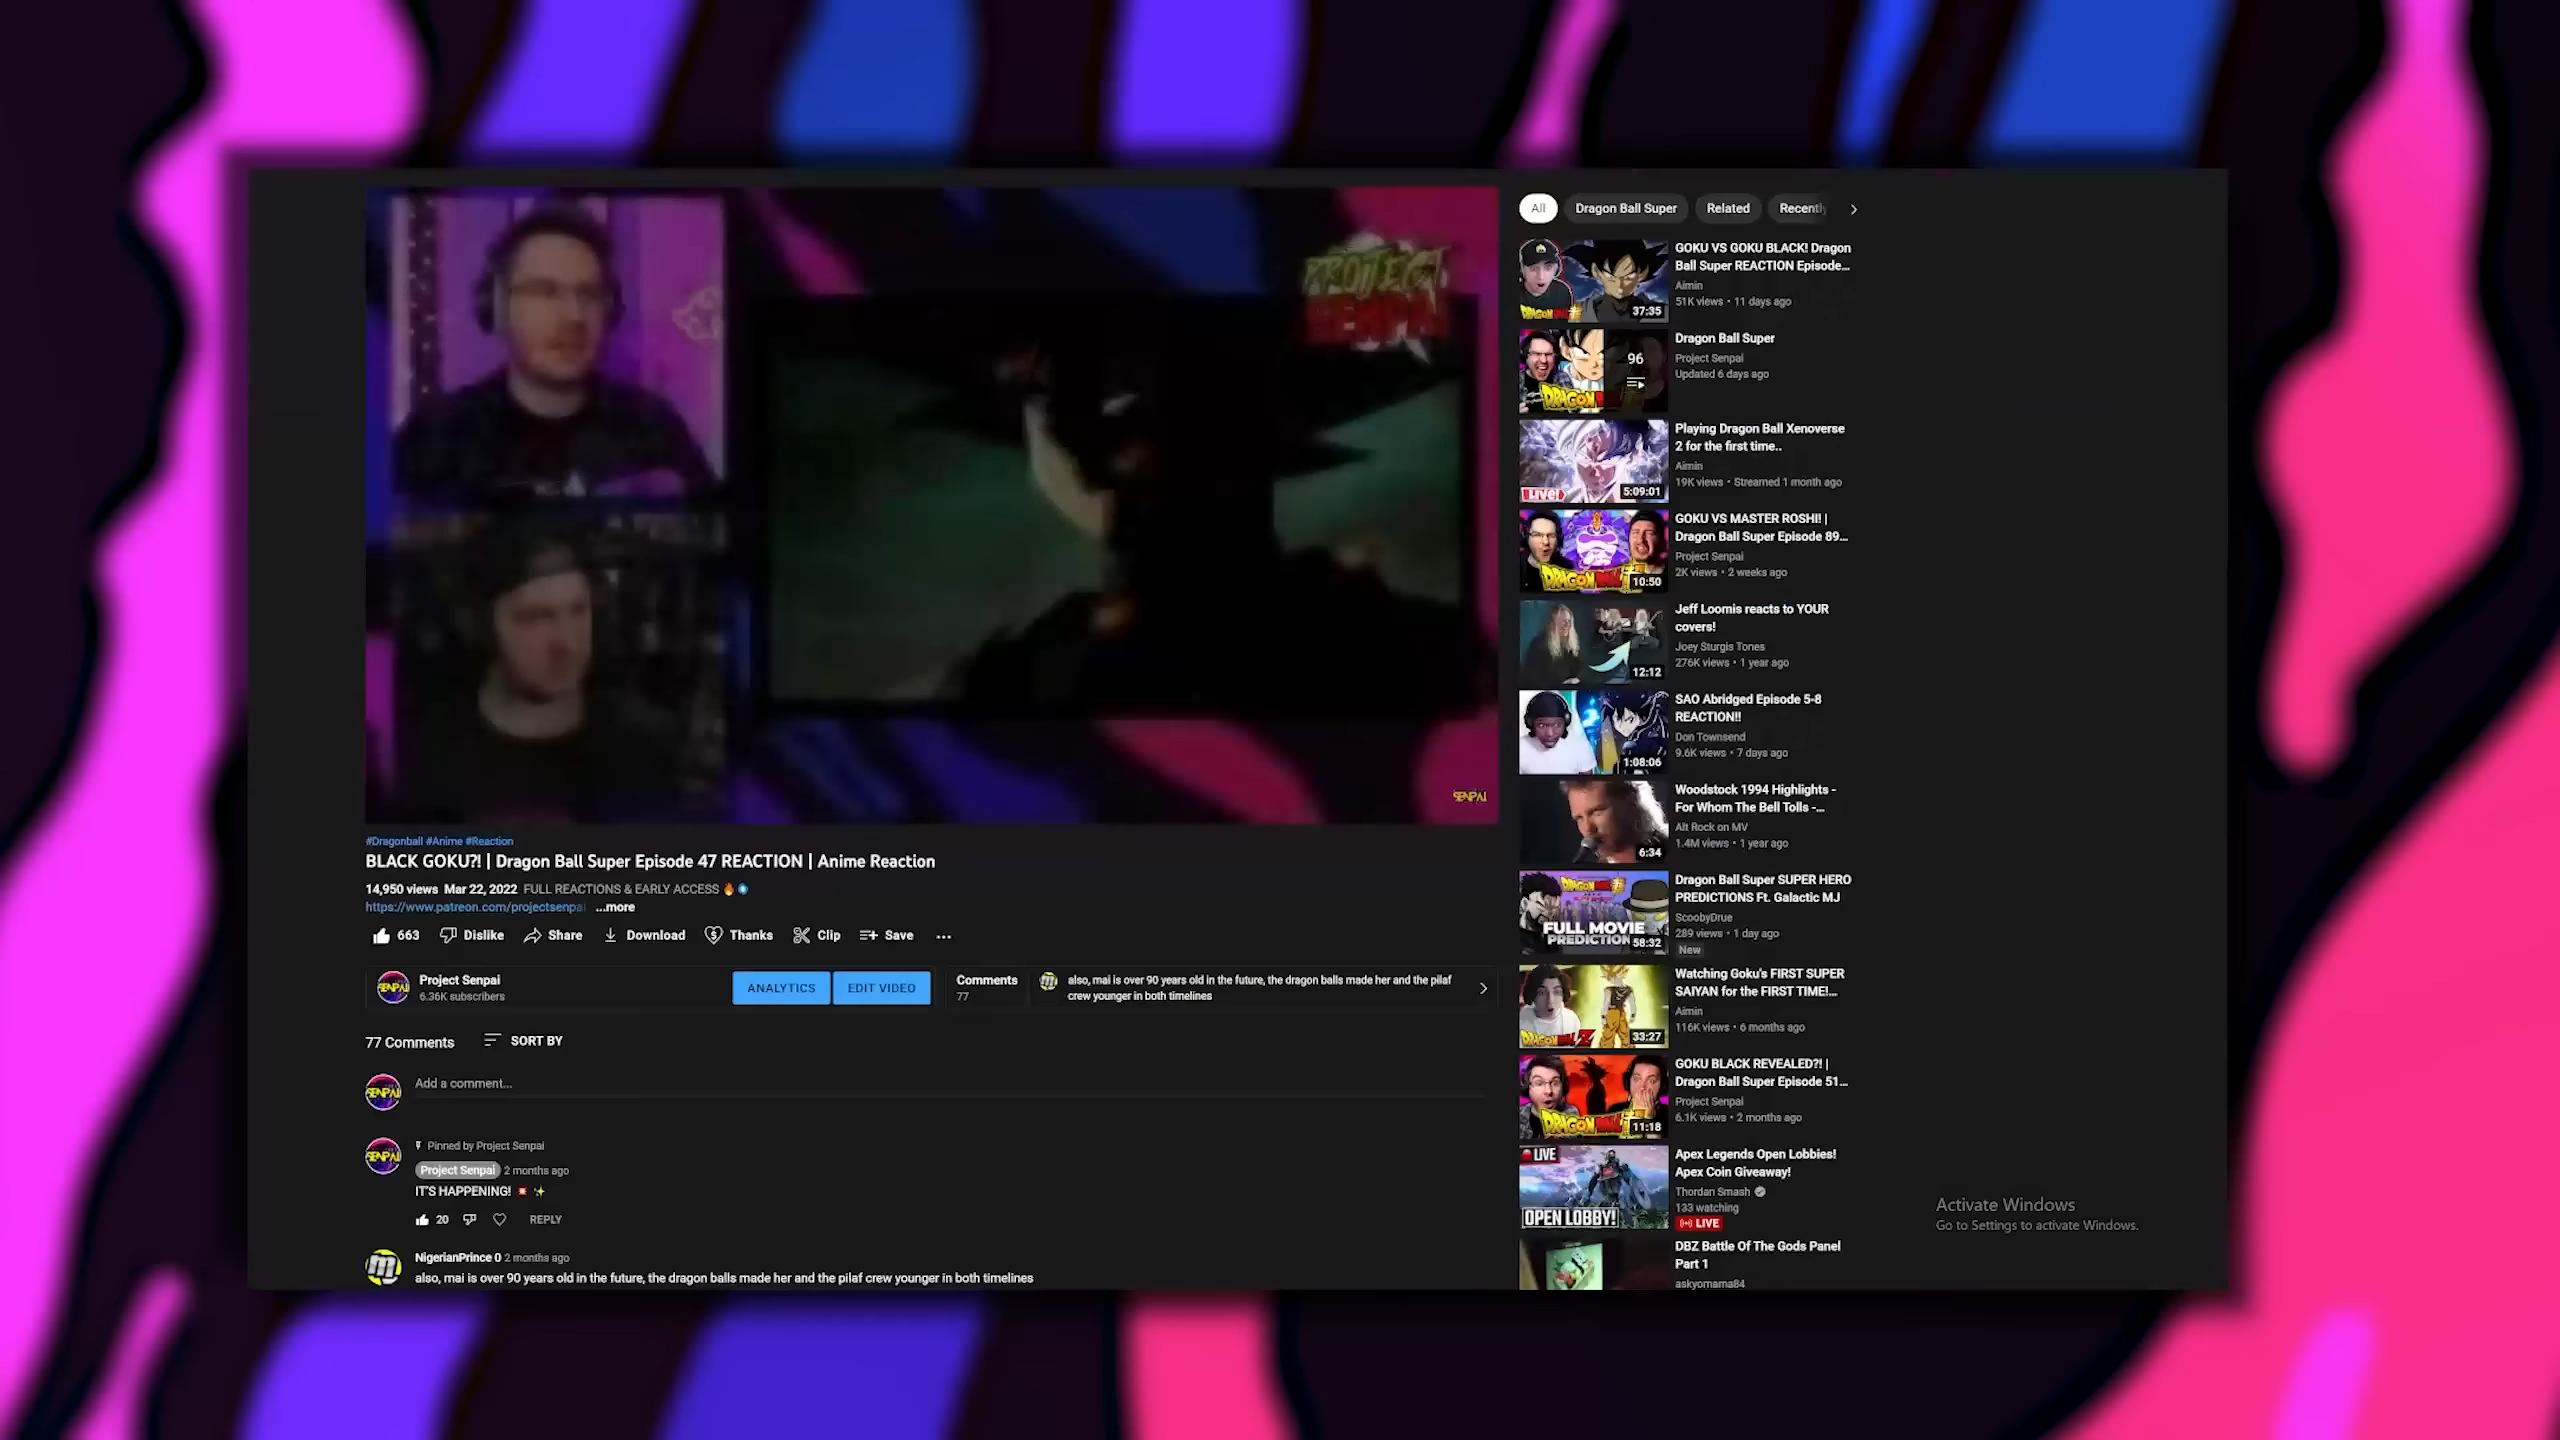 PROJECT
SENPAI
SENPAI
#Dragonball #Anime #Reaction
BLACK GOKU?! | Dragon Ball Super Episode 47 REACTION | Anime Reaction
14,950 views Mar 22, 2022 FULL REACTIONS & EARLY ACCESS
https://www.patreon.com/projectsenpai ...more
663 Dislike Share Download Thanks Clip Save
Project Senpai
6.36K subscribers
ANALYTICS EDIT VIDEO
Comments
77
also, mai is over 90 years old in the future, the dragon balls made her and the pilaf
crew younger in both timelines
77 Comments SORT BY
Add a comment...
Pinned by Project Senpai
Project Senpai 2 months ago
IT'S HAPPENING!
20 REPLY
NigerianPrince 0 2 months ago
also, mai is over 90 years old in the future, the dragon balls made her and the pilaf crew younger in both timelines
All Dragon Ball Super Related Recently
37:35
GOKU VS GOKU BLACK! Dragon
Ball Super REACTION Episode...
Aimin
51K views • 11 days ago
96
Dragon Ball Super
Project Senpai
Updated 6 days ago
LIVE!
5:09:01
Playing Dragon Ball Xenoverse
2 for the first time..
Aimin
19K views • Streamed 1 month ago
10:50
GOKU VS MASTER ROSHI! |
Dragon Ball Super Episode 89...
Project Senpai
2K views • 2 weeks ago
12:12
Jeff Loomis reacts to YOUR
covers!
Joey Sturgis Tones
276K views • 1 year ago
1:08:06
SAO Abridged Episode 5-8
REACTION!!
Don Townsend
9.6K views • 7 days ago
6:34
Woodstock 1994 Highlights -
For Whom The Bell Tolls -...
Alt Rock on MV
1.4M views • 1 year ago
FULL MOVIE
PREDICTION
58:32
Dragon Ball Super SUPER HERO
PREDICTIONS Ft. Galactic MJ
ScoobyDrue
289 views • 1 day ago
New
33:27
Watching Goku's FIRST SUPER
SAIYAN for the FIRST TIME!...
Aimin
116K views • 6 months ago
11:18
GOKU BLACK REVEALED?! |
Dragon Ball Super Episode 51...
Project Senpai
6.1K views • 2 months ago
LIVE
OPEN LOBBY!
Apex Legends Open Lobbies!
Apex Coin Giveaway!
Thordan Smash
133 watching
LIVE
DBZ Battle Of The Gods Panel
Part 1
askyomama84
Activate Windows
Go to Settings to activate Windows.